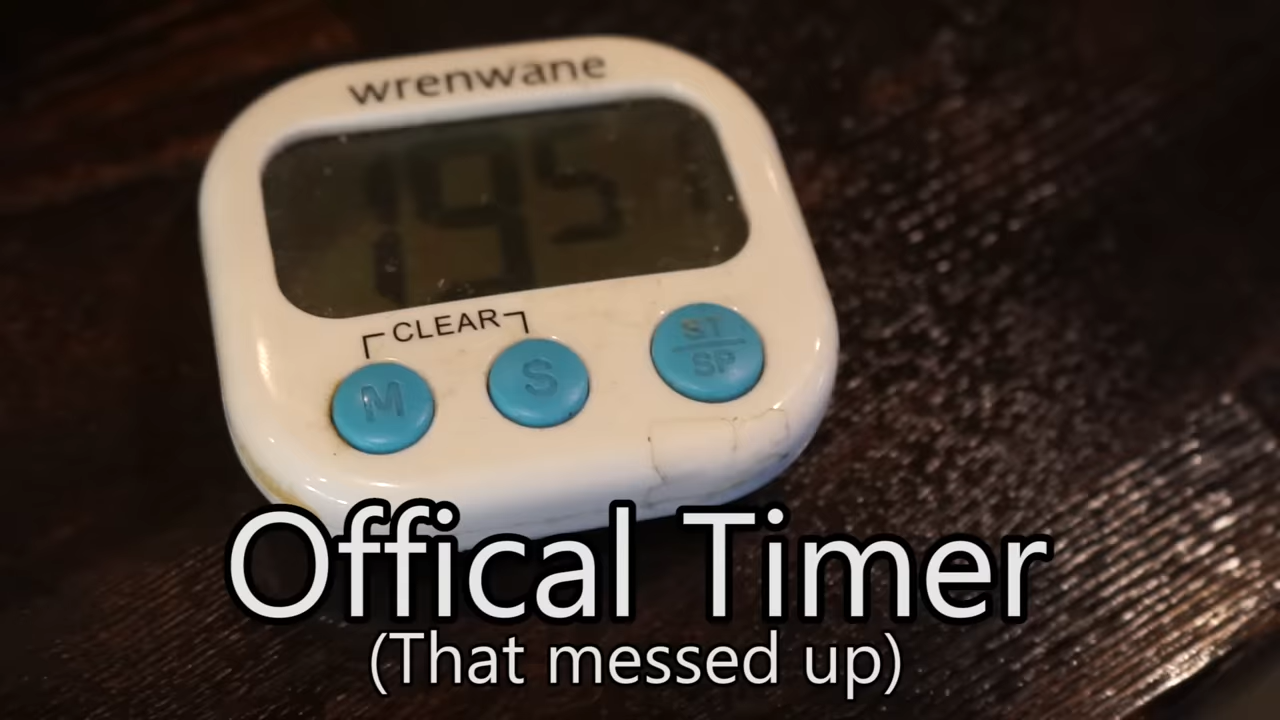 wrenwane
195
CLEAR
M S ST
SP
Offical Timer
(That messed up)